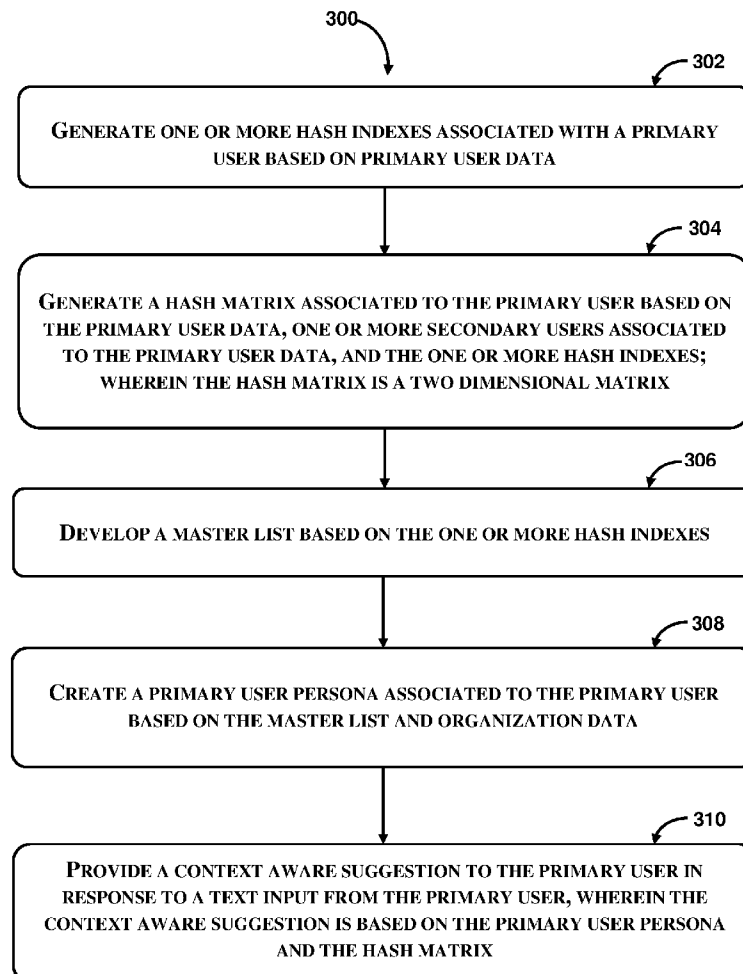 300
302
GENERATE ONE OR MORE HASH INDEXES ASSOCIATED WITH A PRIMARY
USER BASED ON PRIMARY USER DATA
304
GENERATE A HASH MATRIX ASSOCIATED TO THE PRIMARY USER BASED ON
THE PRIMARY USER DATA, ONE OR MORE SECONDARY USERS ASSOCIATED
TO THE PRIMARY USER DATA, AND THE ONE OR MORE HASH INDEXES;
WHEREIN THE HASH MATRIX IS A TWO DIMENSIONAL MATRIX
306
DEVELOP A MASTER LIST BASED ON THE ONE OR MORE HASH INDEXES
308
CREATE A PRIMARY USER PERSONA ASSOCIATED TO THE PRIMARY USER
BASED ON THE MASTER LIST AND ORGANIZATION DATA
310
PROVIDE A CONTEXT AWARE SUGGESTION TO THE PRIMARY USER IN
RESPONSE TO A TEXT INPUT FROM THE PRIMARY USER, WHEREIN THE
CONTEXT AWARE SUGGESTION IS BASED ON THE PRIMARY USER PERSONA
AND THE HASH MATRIX